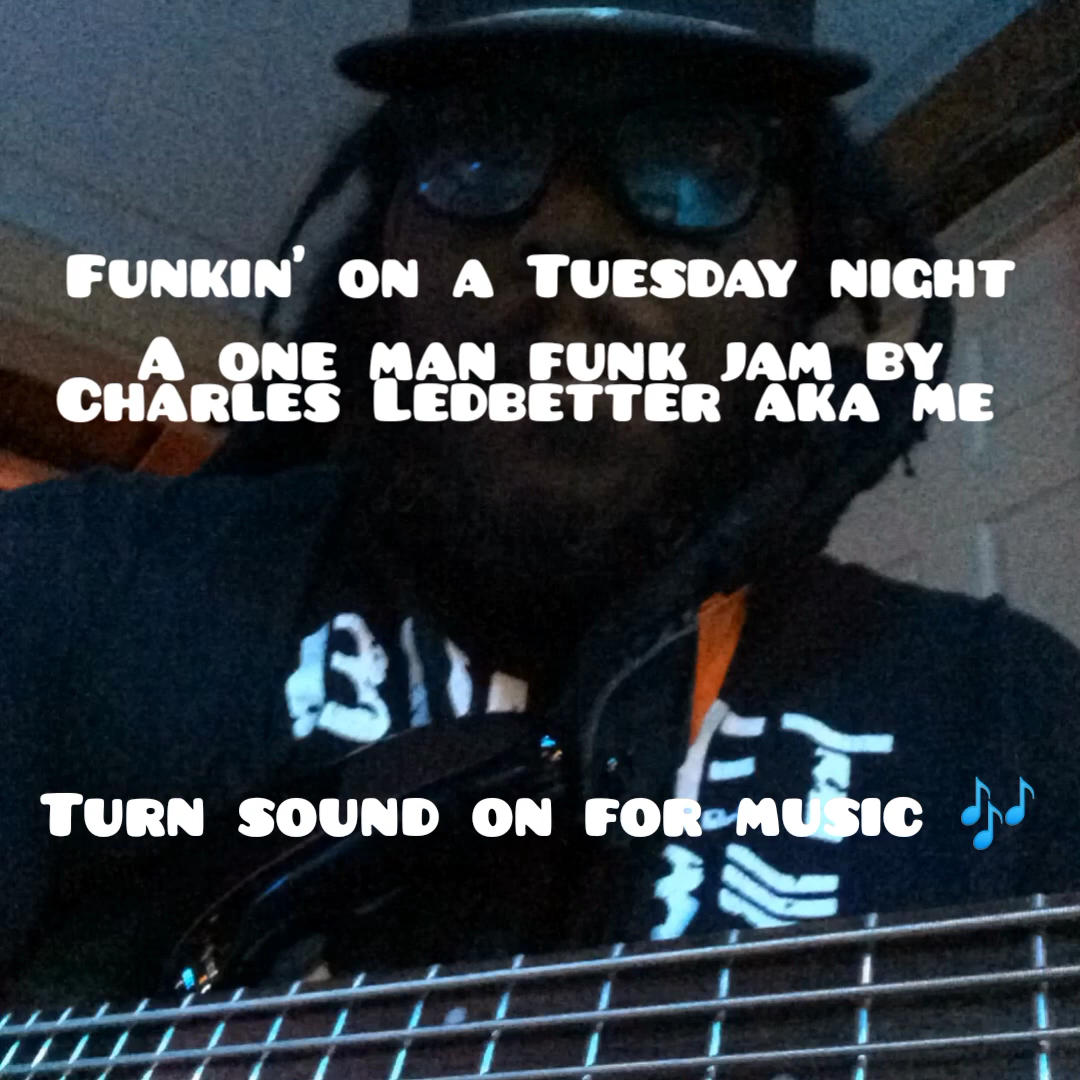 Funkin' on a Tuesday night
A one man funk jam by
Charles Ledbetter aka me
Turn sound on for music 🎶